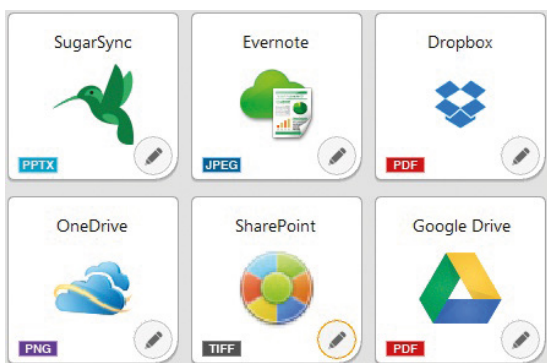 SugarSync Evernote Dropbox
PPTX JPEG PDF
OneDrive SharePoint Google Drive
PNG TIFF PDF